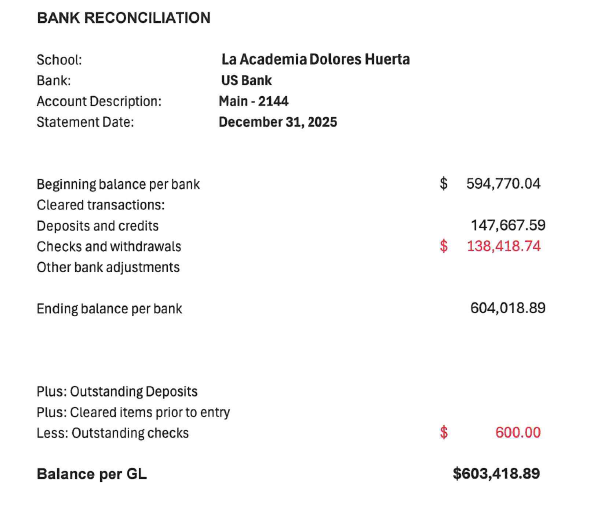 BANK RECONCILIATION
School: La Academia Dolores Huerta
Bank: US Bank
Account Description: Main - 2144
Statement Date: December 31, 2025
Beginning balance per bank $ 594,770.04
Cleared transactions:
Deposits and credits 147,667.59
Checks and withdrawals $ 138,418.74
Other bank adjustments
Ending balance per bank 604,018.89
Plus: Outstanding Deposits
Plus: Cleared items prior to entry
Less: Outstanding checks $ 600.00
Balance per GL $603,418.89